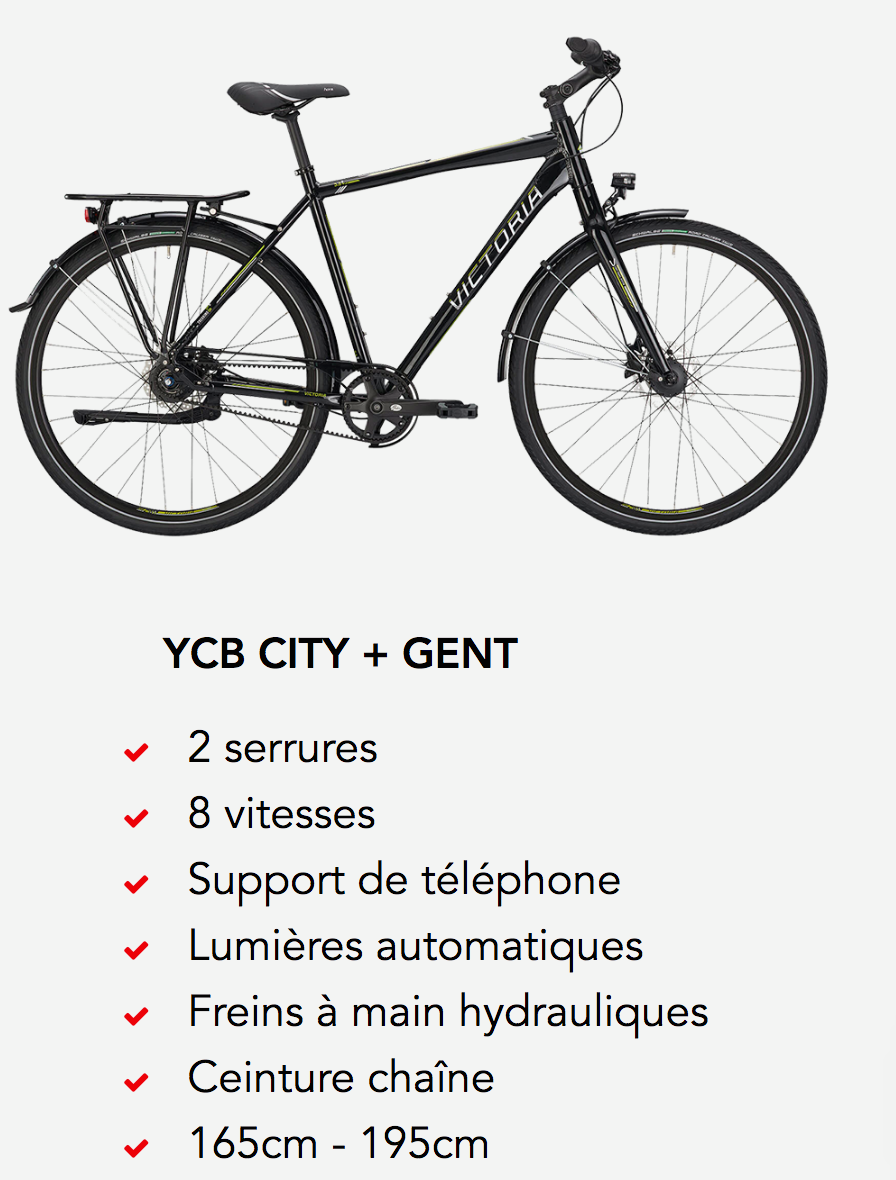 VICTORIA
VICTORIA
YCB CITY + GENT
2 serrures
8 vitesses
Support de téléphone
Lumières automatiques
Freins à main hydrauliques
Ceinture chaîne
165cm - 195cm